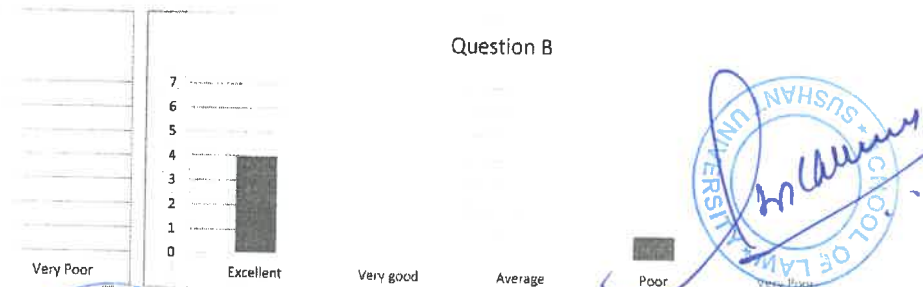 Question B
7
6
5
4
3
2
1
0
Very Poor
Excellent
Very good
Average
Poor
Very Poor
SUSHANT UNIVERSITY
SCHOOL OF LAW